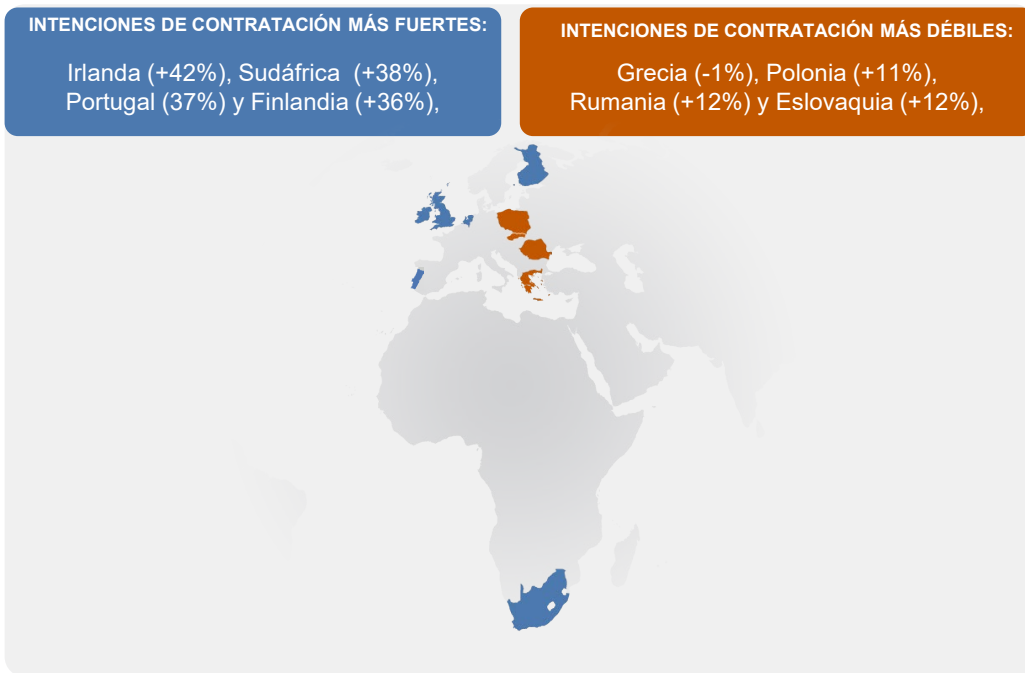 INTENCIONES DE CONTRATACIÓN MÁS FUERTES:
Irlanda (+42%), Sudáfrica (+38%),
Portugal (37%) y Finlandia (+36%),
INTENCIONES DE CONTRATACIÓN MÁS DÉBILES:
Grecia (-1%), Polonia (+11%),
Rumania (+12%) y Eslovaquia (+12%),